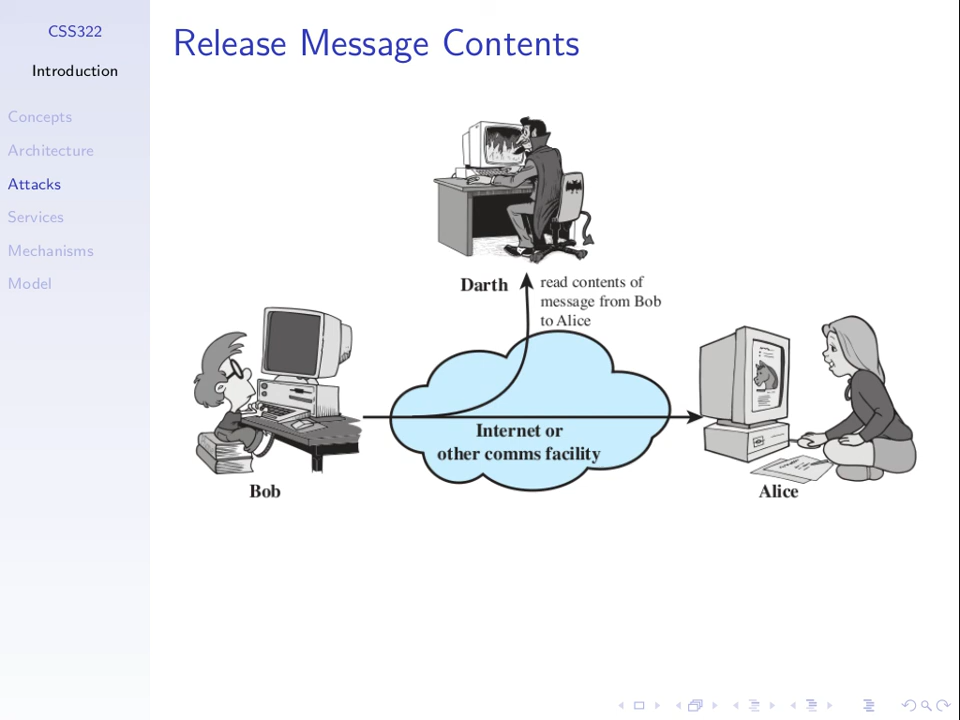 CSS322
Introduction
Concepts
Architecture
Attacks
Services
Mechanisms
Model
Release Message Contents
Darth
read contents of
message from Bob
to Alice
Internet or
other comms facility
Bob
Alice